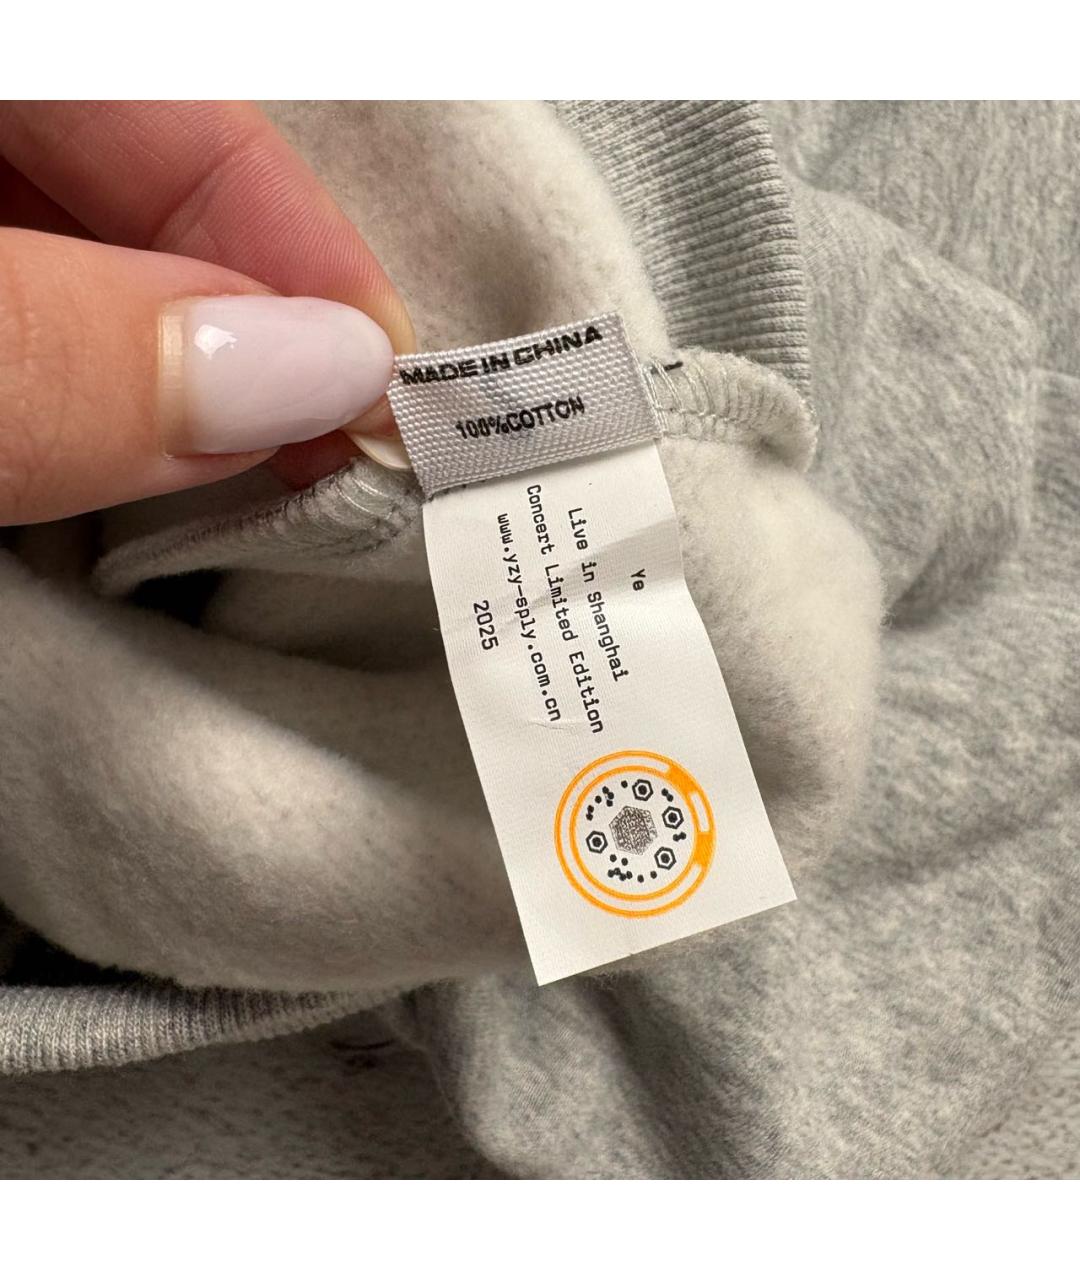 MADE IN CHINA
100%COTTON
Ye
Live in Shanghai
Concert Limited Edition
www.yzy-sply.com.cn
2025